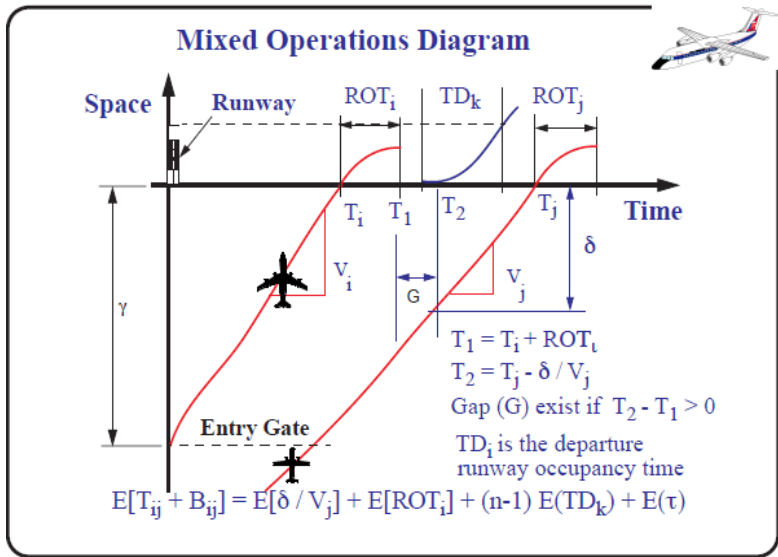 Mixed Operations Diagram
Space
Runway
ROTi
TDk
ROTj
Ti
T1
T2
Tj
Time
Vi
G
Vj
δ
γ
T1 = Ti + ROTι
T2 = Tj - δ / Vj
Gap (G) exist if T2 - T1 > 0
Entry Gate
TDi is the departure
runway occupancy time
E[Tij + Bij] = E[δ / Vj] + E[ROTi] + (n-1) E(TDk) + E(τ)